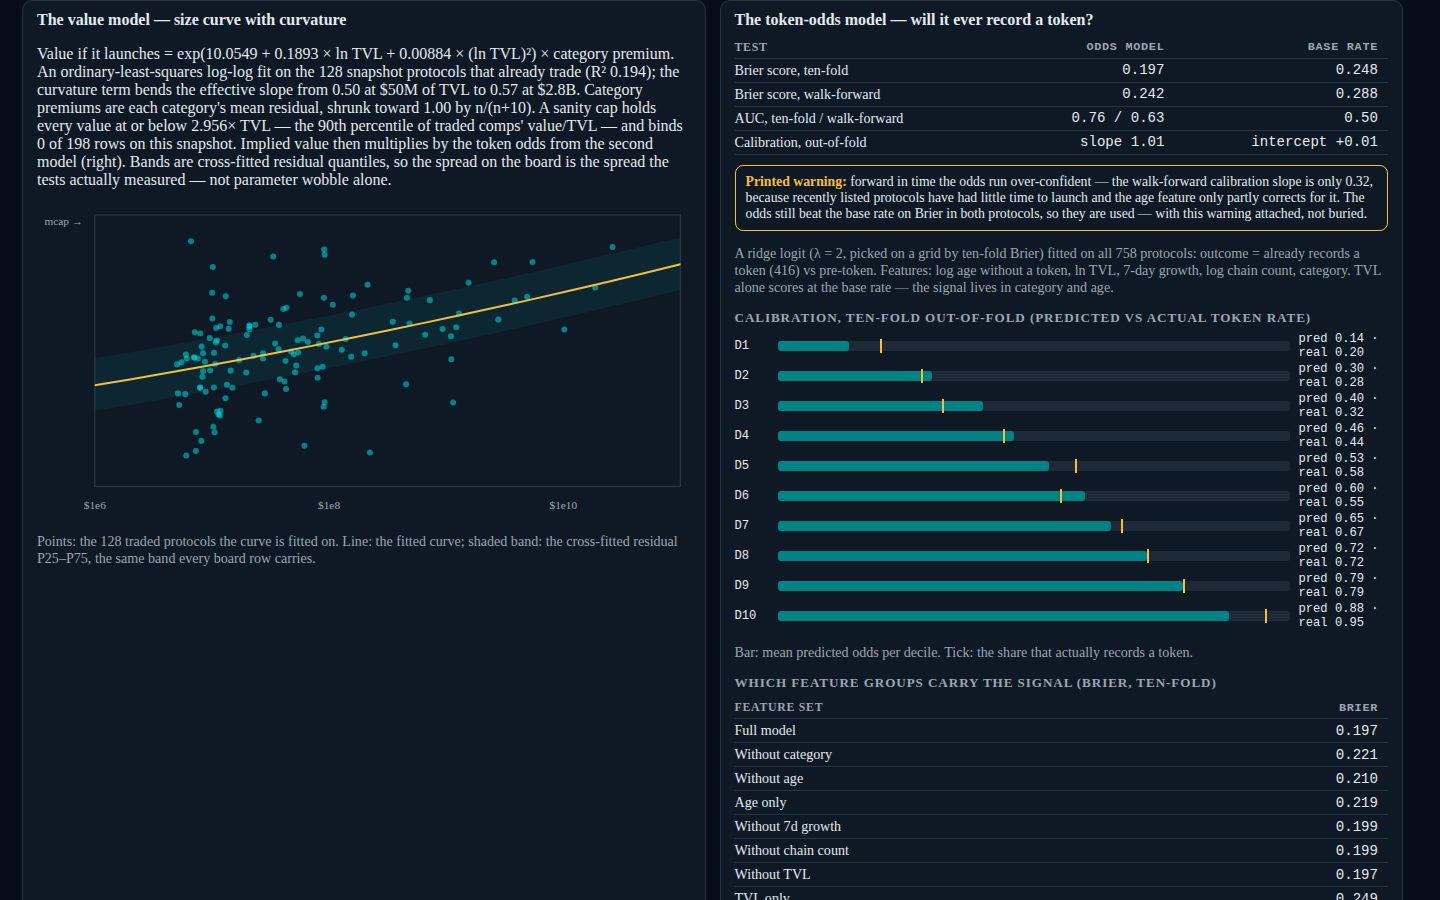 The value model — size curve with curvature
Value if it launches = exp(10.0549 + 0.1893 × ln TVL + 0.00884 × (ln TVL)²) × category premium.
An ordinary-least-squares log-log fit on the 128 snapshot protocols that already trade (R² 0.194); the
curvature term bends the effective slope from 0.50 at $50M of TVL to 0.57 at $2.8B. Category
premiums are each category's mean residual, shrunk toward 1.00 by n/(n+10). A sanity cap holds
every value at or below 2.956× TVL — the 90th percentile of traded comps' value/TVL — and binds
0 of 198 rows on this snapshot. Implied value then multiplies by the token odds from the second
model (right). Bands are cross-fitted residual quantiles, so the spread on the board is the spread the
tests actually measured — not parameter wobble alone.
mcap →
$1e6 $1e8 $1e10
Points: the 128 traded protocols the curve is fitted on. Line: the fitted curve; shaded band: the cross-fitted residual
P25–P75, the same band every board row carries.
The token-odds model — will it ever record a token?
TEST ODDS MODEL BASE RATE
Brier score, ten-fold 0.197 0.248
Brier score, walk-forward 0.242 0.288
AUC, ten-fold / walk-forward 0.76 / 0.63 0.50
Calibration, out-of-fold slope 1.01 intercept +0.01
Printed warning: forward in time the odds run over-confident — the walk-forward calibration slope is only 0.32,
because recently listed protocols have had little time to launch and the age feature only partly corrects for it. The
odds still beat the base rate on Brier in both protocols, so they are used — with this warning attached, not buried.
A ridge logit (λ = 2, picked on a grid by ten-fold Brier) fitted on all 758 protocols: outcome = already records a
token (416) vs pre-token. Features: log age without a token, ln TVL, 7-day growth, log chain count, category. TVL
alone scores at the base rate — the signal lives in category and age.
CALIBRATION, TEN-FOLD OUT-OF-FOLD (PREDICTED VS ACTUAL TOKEN RATE)
D1 pred 0.14 ·
real 0.20
D2 pred 0.30 ·
real 0.28
D3 pred 0.40 ·
real 0.32
D4 pred 0.46 ·
real 0.44
D5 pred 0.53 ·
real 0.58
D6 pred 0.60 ·
real 0.55
D7 pred 0.65 ·
real 0.67
D8 pred 0.72 ·
real 0.72
D9 pred 0.79 ·
real 0.79
D10 pred 0.88 ·
real 0.95
Bar: mean predicted odds per decile. Tick: the share that actually records a token.
WHICH FEATURE GROUPS CARRY THE SIGNAL (BRIER, TEN-FOLD)
FEATURE SET BRIER
Full model 0.197
Without category 0.221
Without age 0.210
Age only 0.219
Without 7d growth 0.199
Without chain count 0.199
Without TVL 0.197
TVL only 0.249